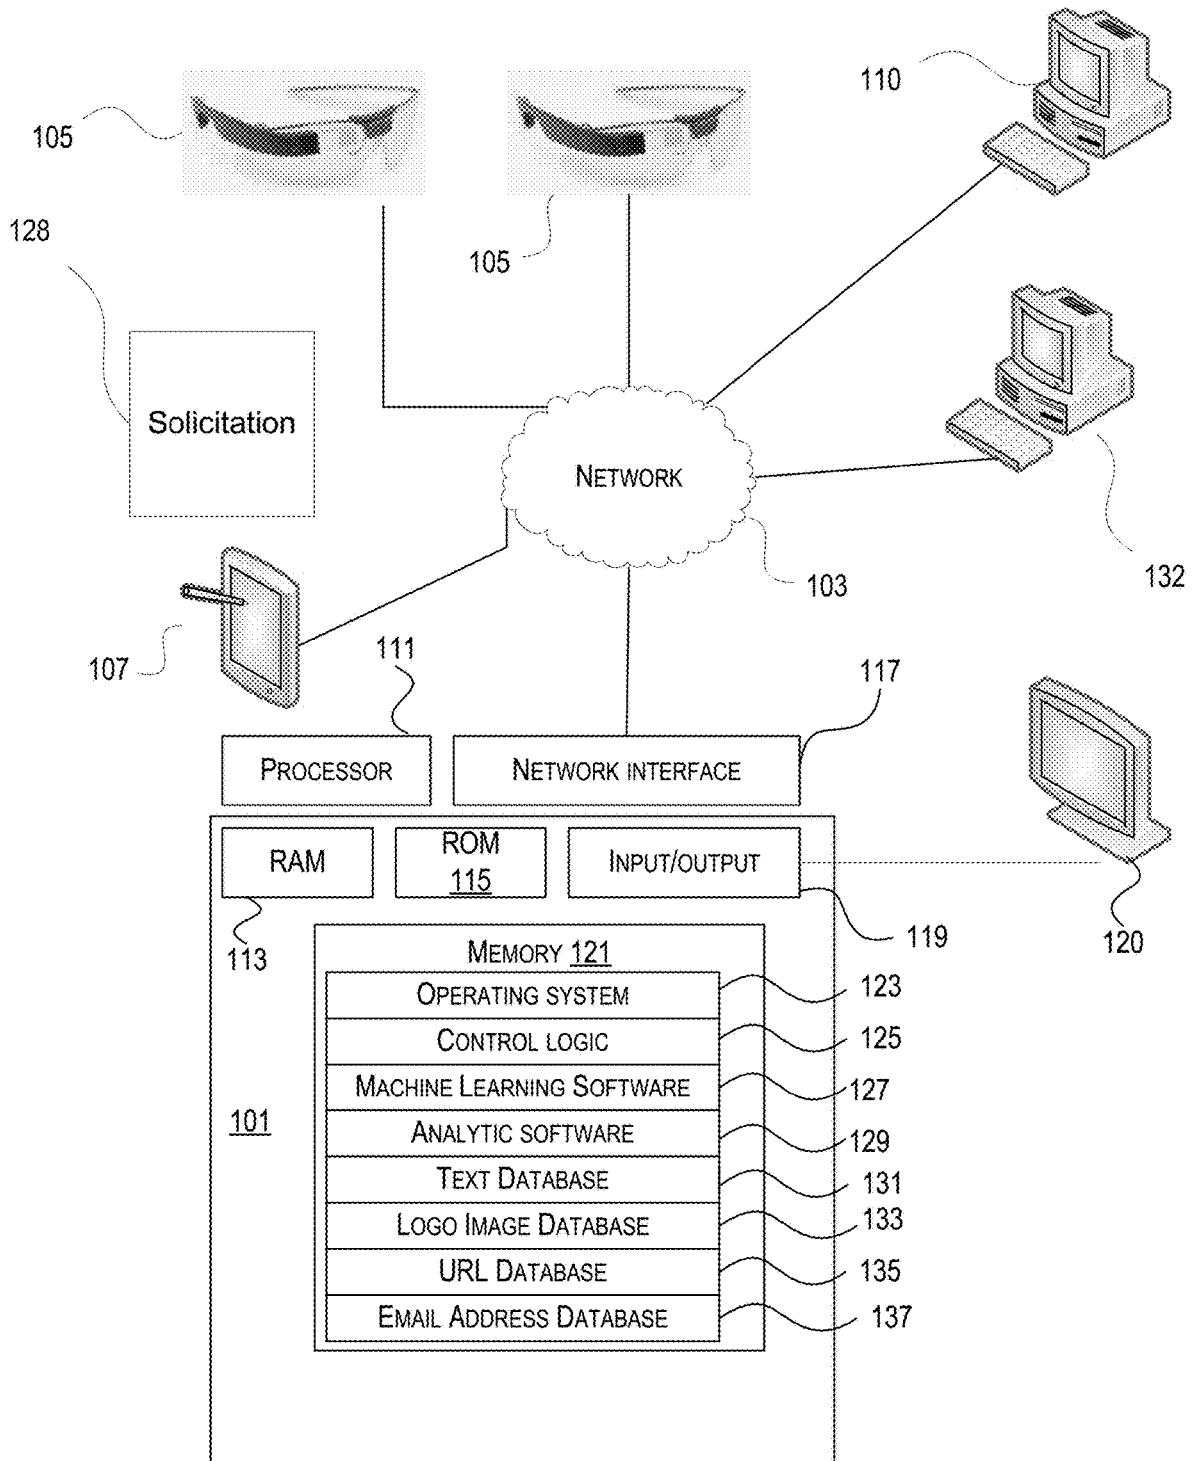 110
105
105
128
Solicitation
NETWORK
103
132
107
111
117
PROCESSOR
NETWORK INTERFACE
RAM
ROM
115
INPUT/OUTPUT
113
119
120
MEMORY 121
OPERATING SYSTEM 123
CONTROL LOGIC 125
MACHINE LEARNING SOFTWARE 127
101
ANALYTIC SOFTWARE 129
TEXT DATABASE 131
LOGO IMAGE DATABASE 133
URL DATABASE 135
EMAIL ADDRESS DATABASE 137